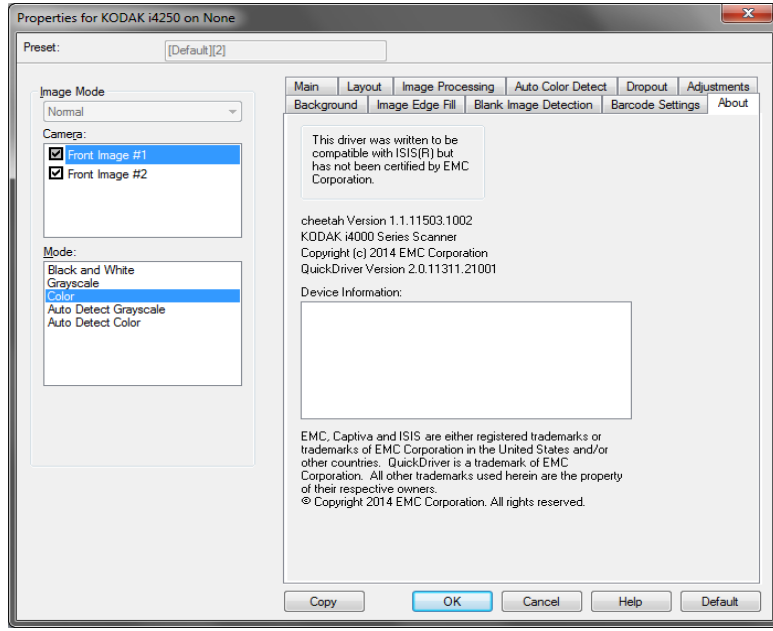 Properties for KODAK i4250 on None
x
Preset:
[Default][2]
Image Mode
Normal
Camera:
Front Image #1
Front Image #2
Mode:
Black and White
Grayscale
Color
Auto Detect Grayscale
Auto Detect Color
Main
Layout
Image Processing
Auto Color Detect
Dropout
Adjustments
Background
Image Edge Fill
Blank Image Detection
Barcode Settings
About
This driver was written to be
compatible with ISIS(R) but
has not been certified by EMC
Corporation.
cheetah Version 1.1.11503.1002
KODAK i4000 Series Scanner
Copyright (c) 2014 EMC Corporation
QuickDriver Version 2.0.11311.21001
Device Information:
EMC, Captiva and ISIS are either registered trademarks or
trademarks of EMC Corporation in the United States and/or
other countries. QuickDriver is a trademark of EMC
Corporation. All other trademarks used herein are the property
of their respective owners.
© Copyright 2014 EMC Corporation. All rights reserved.
Copy
OK
Cancel
Help
Default